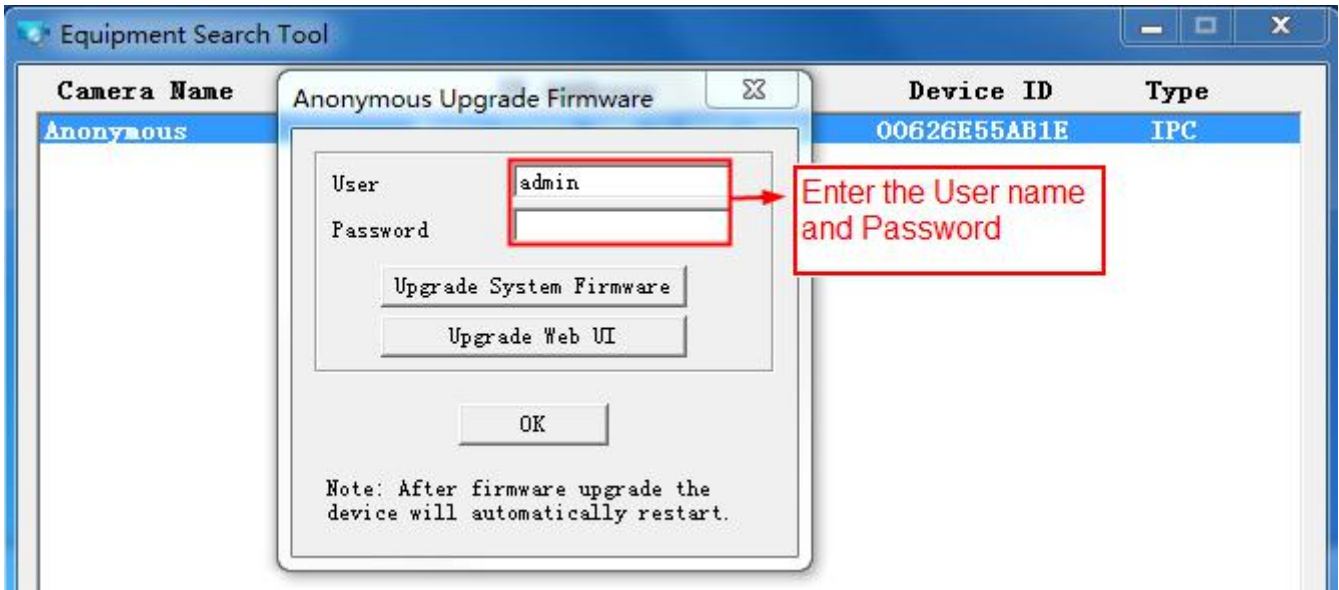 Equipment Search Tool
Camera Name
Device ID
Type
Anonymous
00626E55AB1E
IPC
Anonymous Upgrade Firmware
User
admin
Password
Enter the User name
and Password
Upgrade System Firmware
Upgrade Web UI
OK
Note: After firmware upgrade the
device will automatically restart.